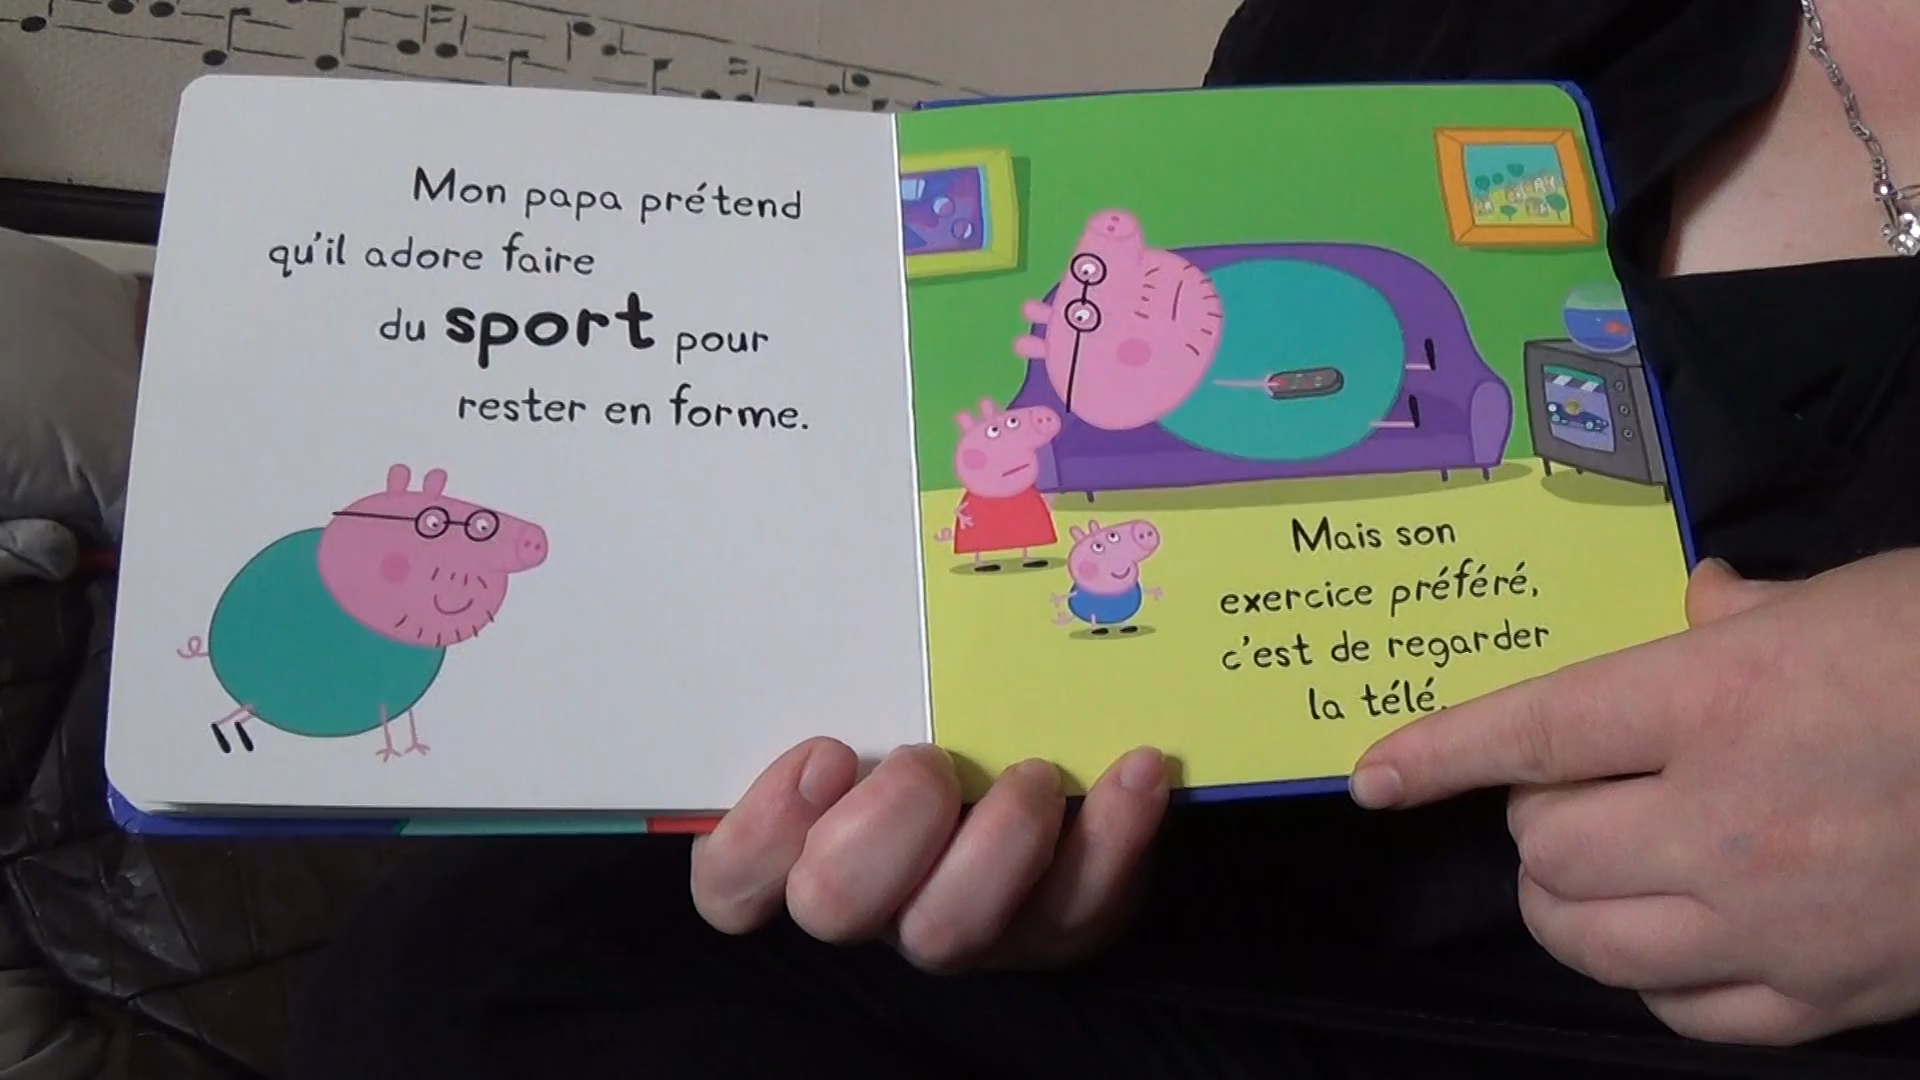 Mon papa prétend
qu'il adore faire
du sport pour
rester en forme.
Mais son
exercice préféré,
c'est de regarder
la télé.